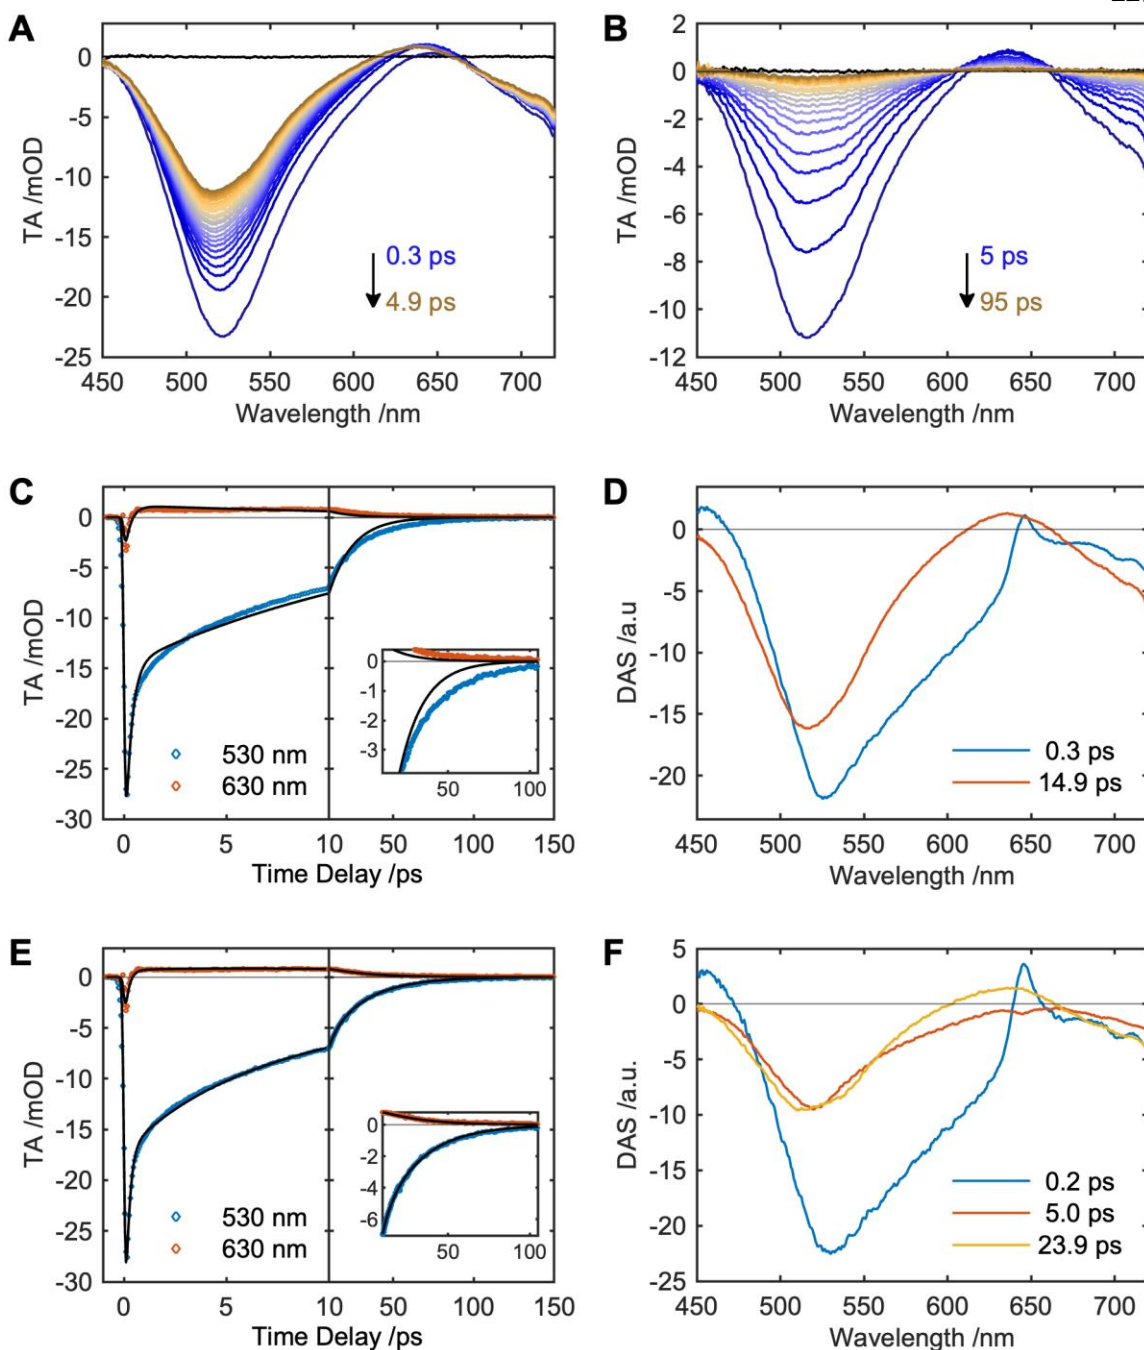 A
B
TA /mOD
0
-5
-10
-15
-20
-25
0.3 ps
4.9 ps
450 500 550 600 650 700
Wavelength /nm
TA /mOD
2
0
-2
-4
-6
-8
-10
-12
5 ps
95 ps
450 500 550 600 650 700
Wavelength /nm
C
D
TA /mOD
0
-5
-10
-15
-20
-25
-30
530 nm
630 nm
0
-1
-2
-3
50 100
0 5 10 50 100 150
Time Delay /ps
DAS /a.u
0
-5
-10
-15
-20
0.3 ps
14.9 ps
450 500 550 600 650 700
Wavelength /nm
E
F
TA /mOD
0
-5
-10
-15
-20
-25
-30
530 nm
630 nm
0
-2
-4
-6
50 100
0 5 10 50 100 150
Time Delay /ps
DAS /a.u.
5
0
-5
-10
-15
-20
-25
0.2 ps
5.0 ps
23.9 ps
450 500 550 600 650 700
Wavelength /nm